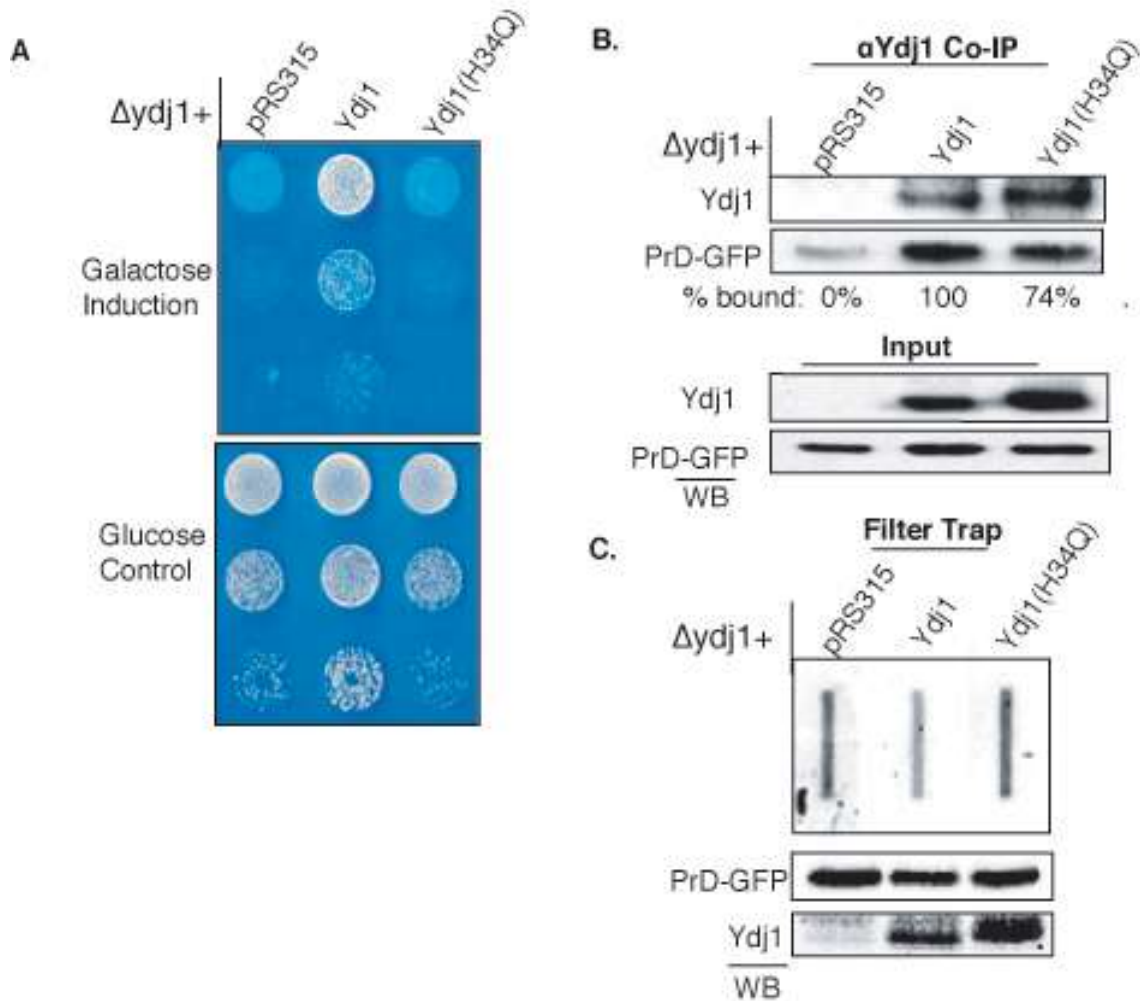 A
Δydj1+
pRS315
Ydj1
Ydj1(H34Q)
Galactose
Induction
Glucose
Control
B.
αYdj1 Co-IP
Δydj1+
pRS315
Ydj1
Ydj1(H34Q)
Ydj1
PrD-GFP
% bound: 0% 100 74%
Input
Ydj1
PrD-GFP
WB
C.
Filter Trap
Δydj1+
pRS315
Ydj1
Ydj1(H34Q)
PrD-GFP
Ydj1
WB